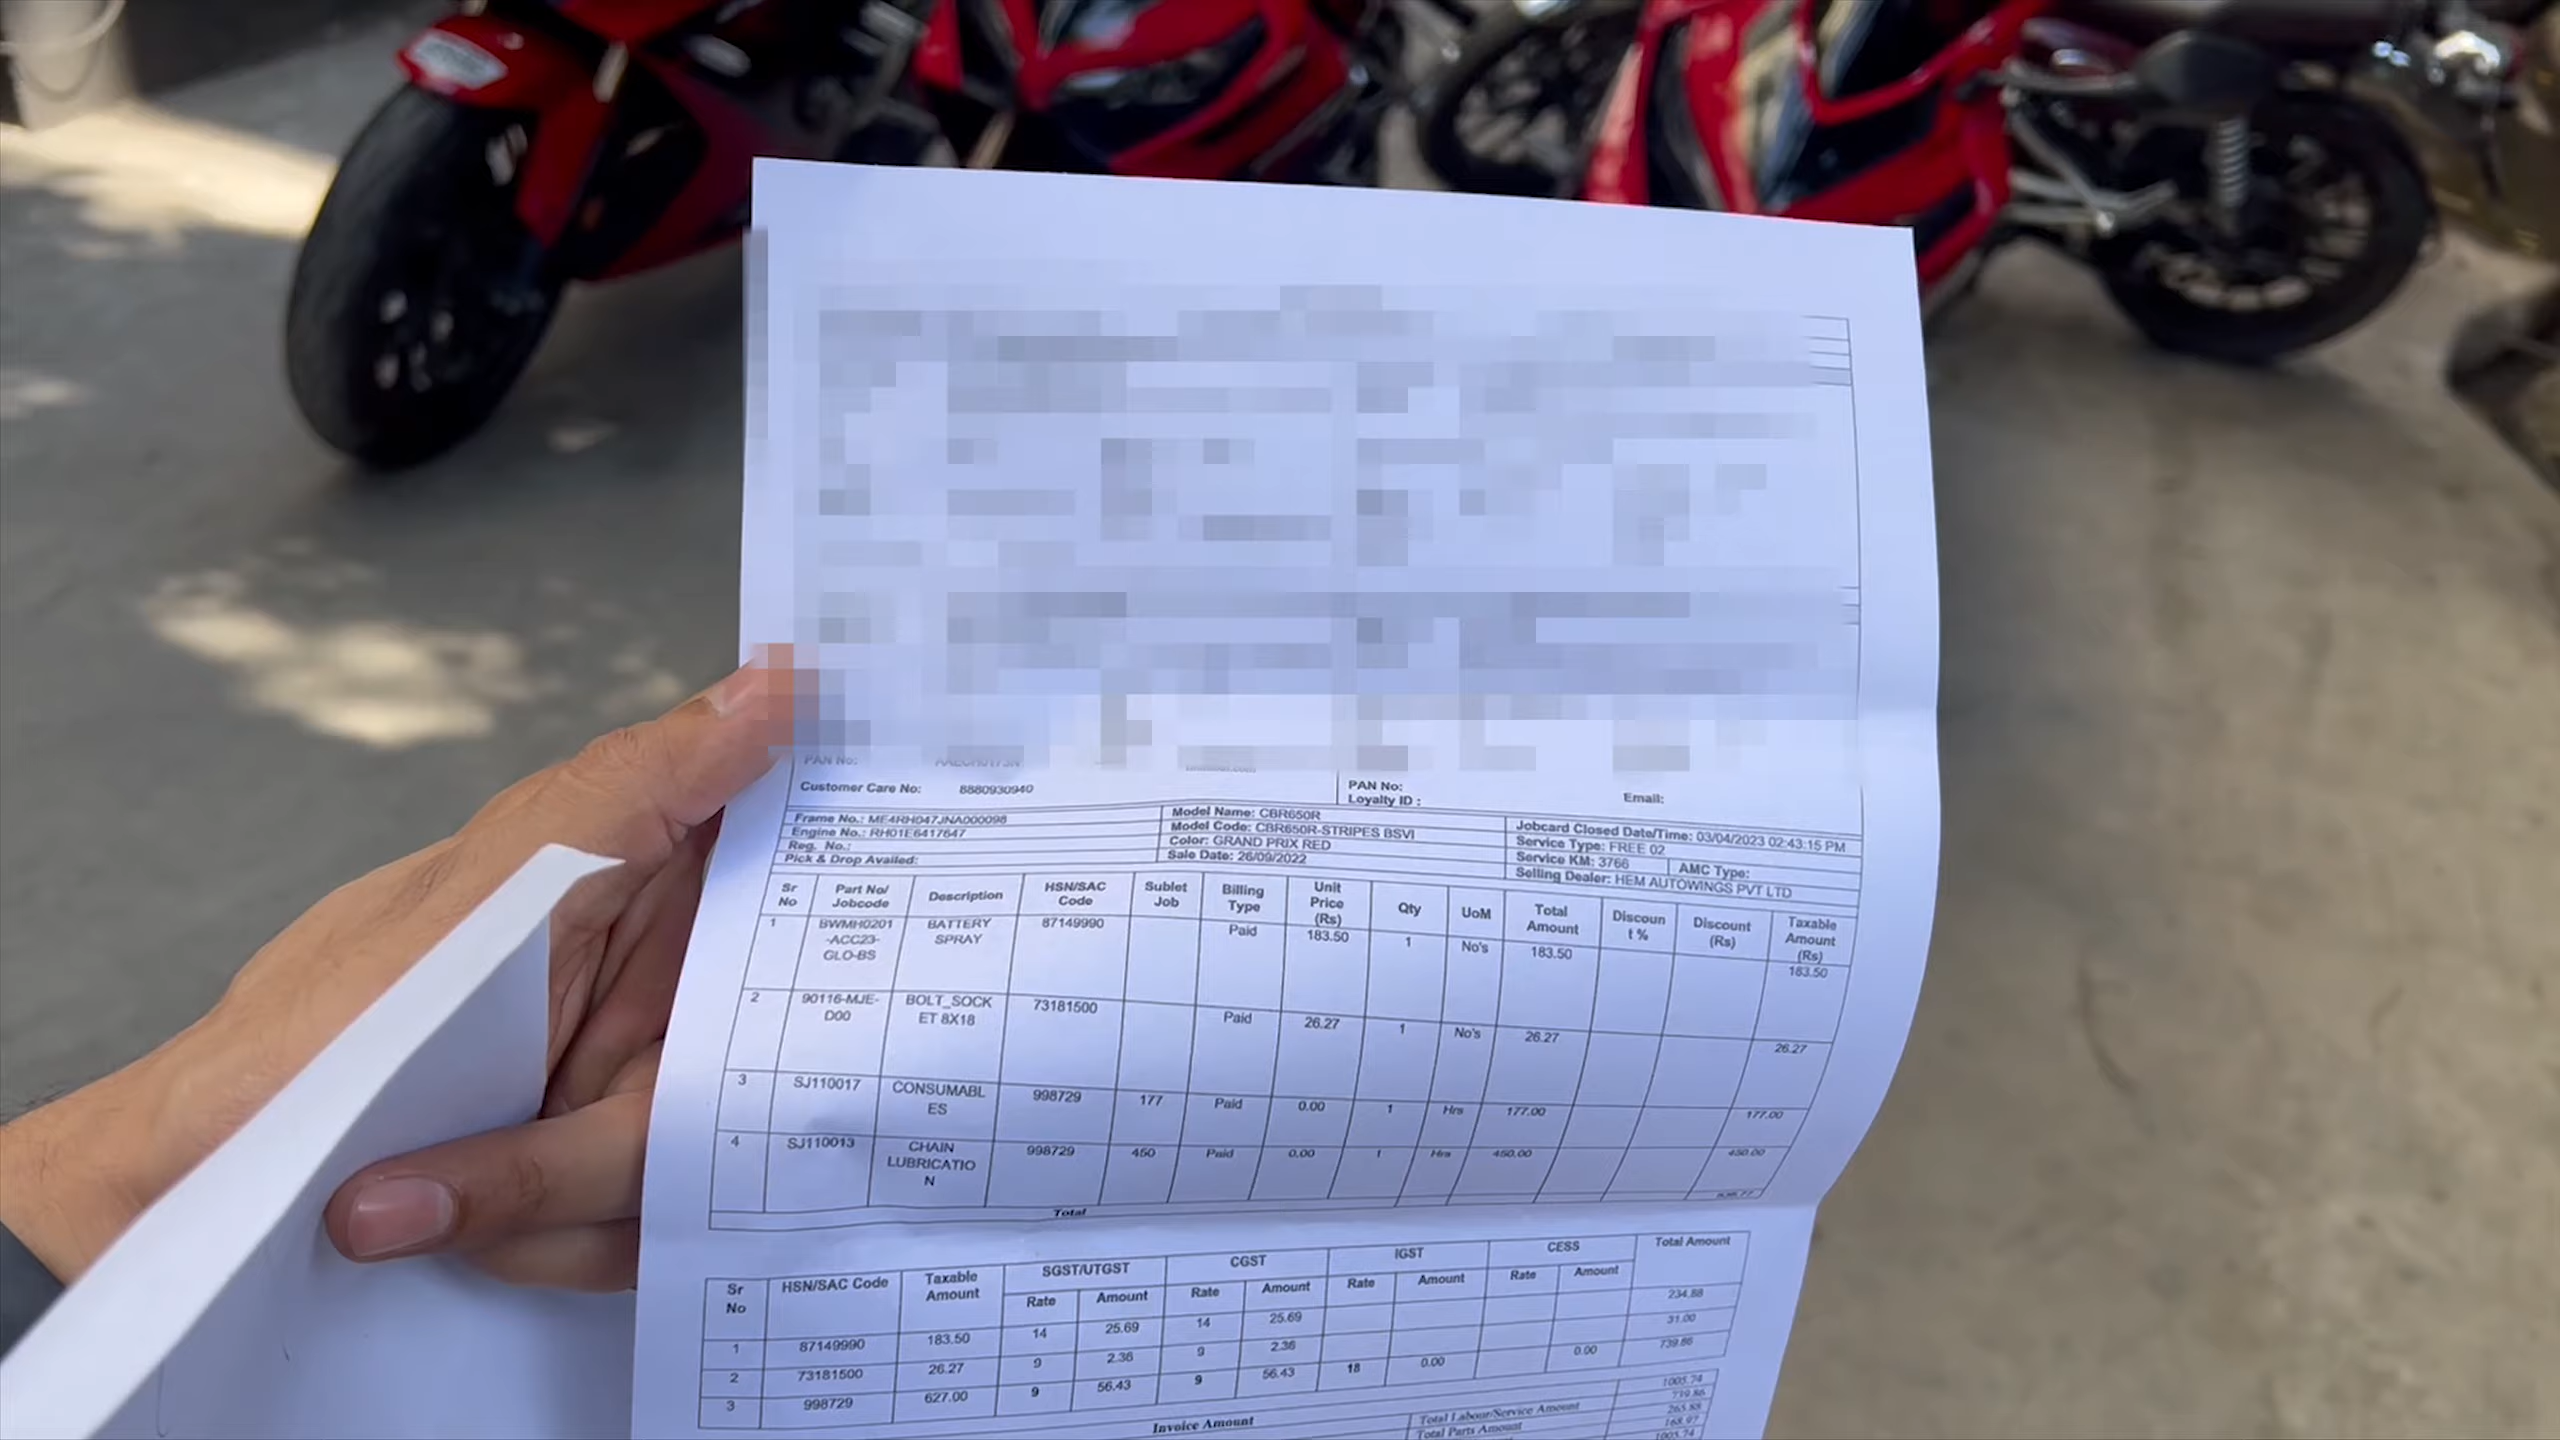 PAN No:
Customer Care No: 8880930940
PAN No:
Loyalty ID :
Email:
Frame No.: ME4RH047JNA000098
Engine No.: RH01E6417647
Reg. No.:
Pick & Drop Availed:
Model Name: CBR650R
Model Code: CBR650R-STRIPES BSVI
Color: GRAND PRIX RED
Sale Date: 26/09/2022
Jobcard Closed Date/Time: 03/04/2023 02:43:15 PM
Service Type: FREE 02
Service KM: 3766 AMC Type:
Selling Dealer: HEM AUTOWINGS PVT LTD
Sr No Part No/ Jobcode Description HSN/SAC Code Sublet Job Billing Type Unit Price (Rs) Qty UoM Total Amount Discoun t % Discount (Rs) Taxable Amount (Rs)
1 BWMH0201 -ACC23- GLO-BS BATTERY SPRAY 87149990 Paid 183.50 1 No's 183.50 183.50
2 90116-MJE- D00 BOLT_SOCK ET 8X18 73181500 Paid 26.27 1 No's 26.27 26.27
3 SJ110017 CONSUMABL ES 998729 177 Paid 0.00 1 Hrs 177.00 177.00
4 SJ110013 CHAIN LUBRICATIO N 998729 450 Paid 0.00 1 Hrs 450.00 450.00
Total
Sr No HSN/SAC Code Taxable Amount SGST/UTGST CGST IGST CESS Total Amount
Rate Amount Rate Amount Rate Amount Rate Amount
1 87149990 183.50 14 25.69 14 25.69 234.88
2 73181500 26.27 9 2.36 9 2.36 31.00
3 998729 627.00 9 56.43 9 56.43 18 0.00 0.00 739.86
Invoice Amount 1005.74
Total Labour/Service Amount 739.86
Total Parts Amount 265.88
168.97
1005.74